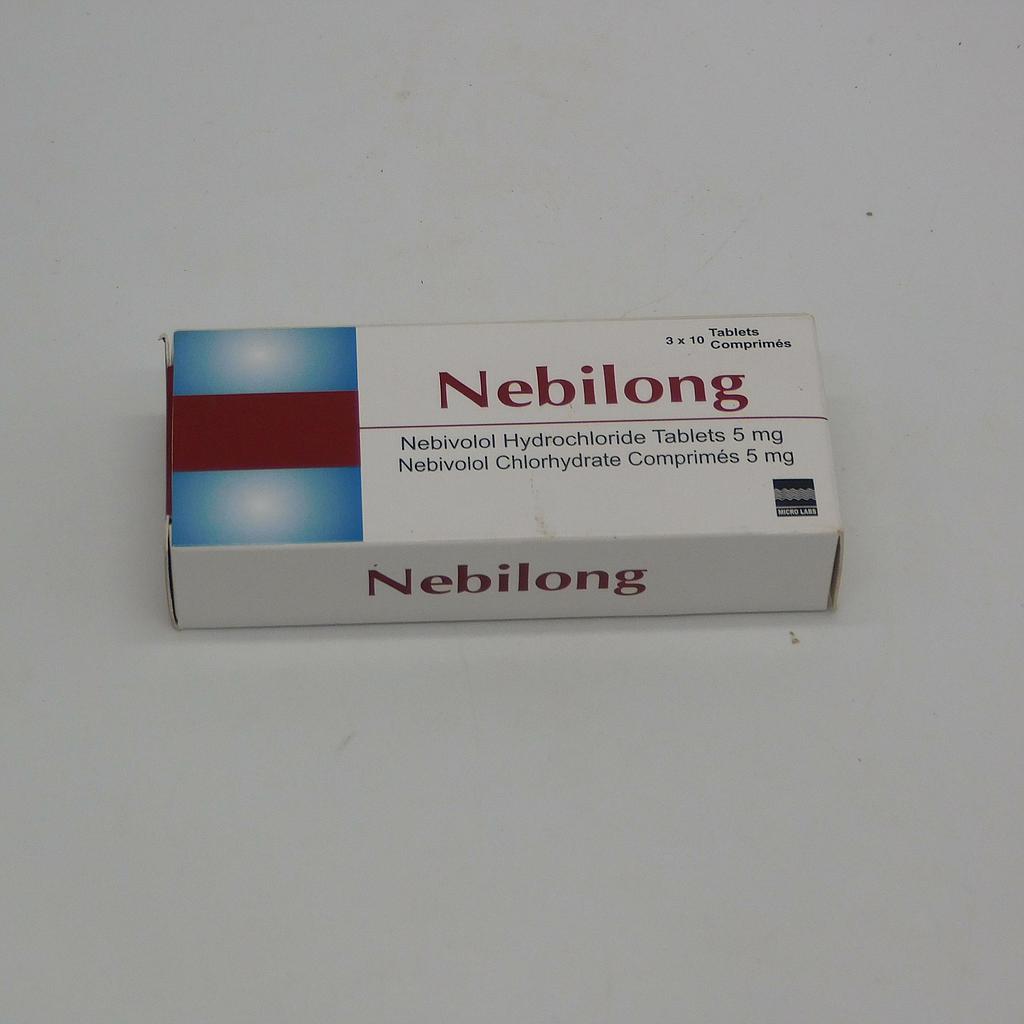 3 x 10 Tablets
Comprimés
Nebilong
Nebivolol Hydrochloride Tablets 5 mg
Nebivolol Chlorhydrate Comprimés 5 mg
MICRO LABS
Nebilong